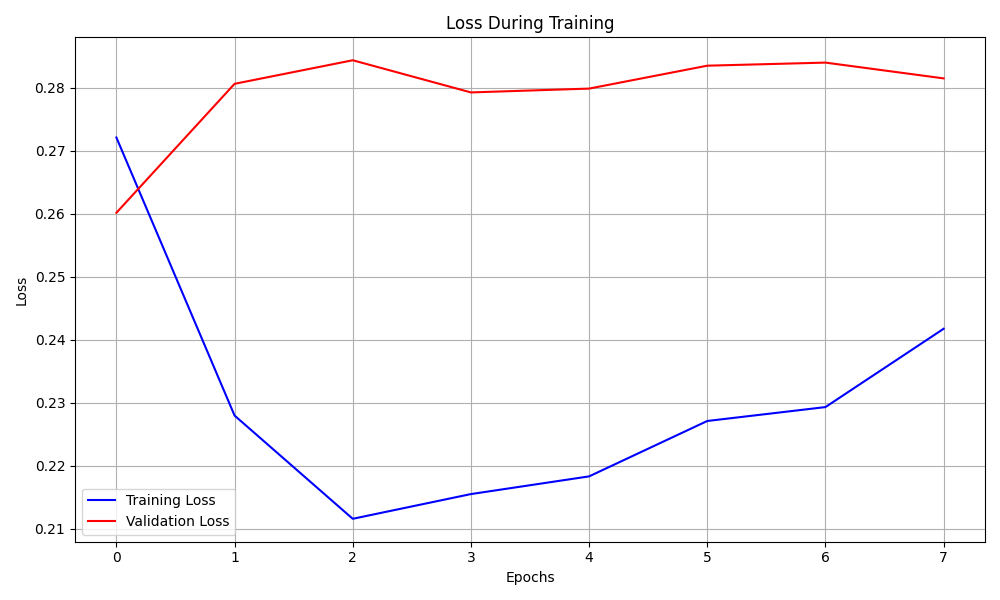 Loss During Training
0.28
0.27
0.26
0.25
0.24
0.23
0.22
0.21
Loss
Training Loss
Validation Loss
0 1 2 3 4 5 6 7
Epochs